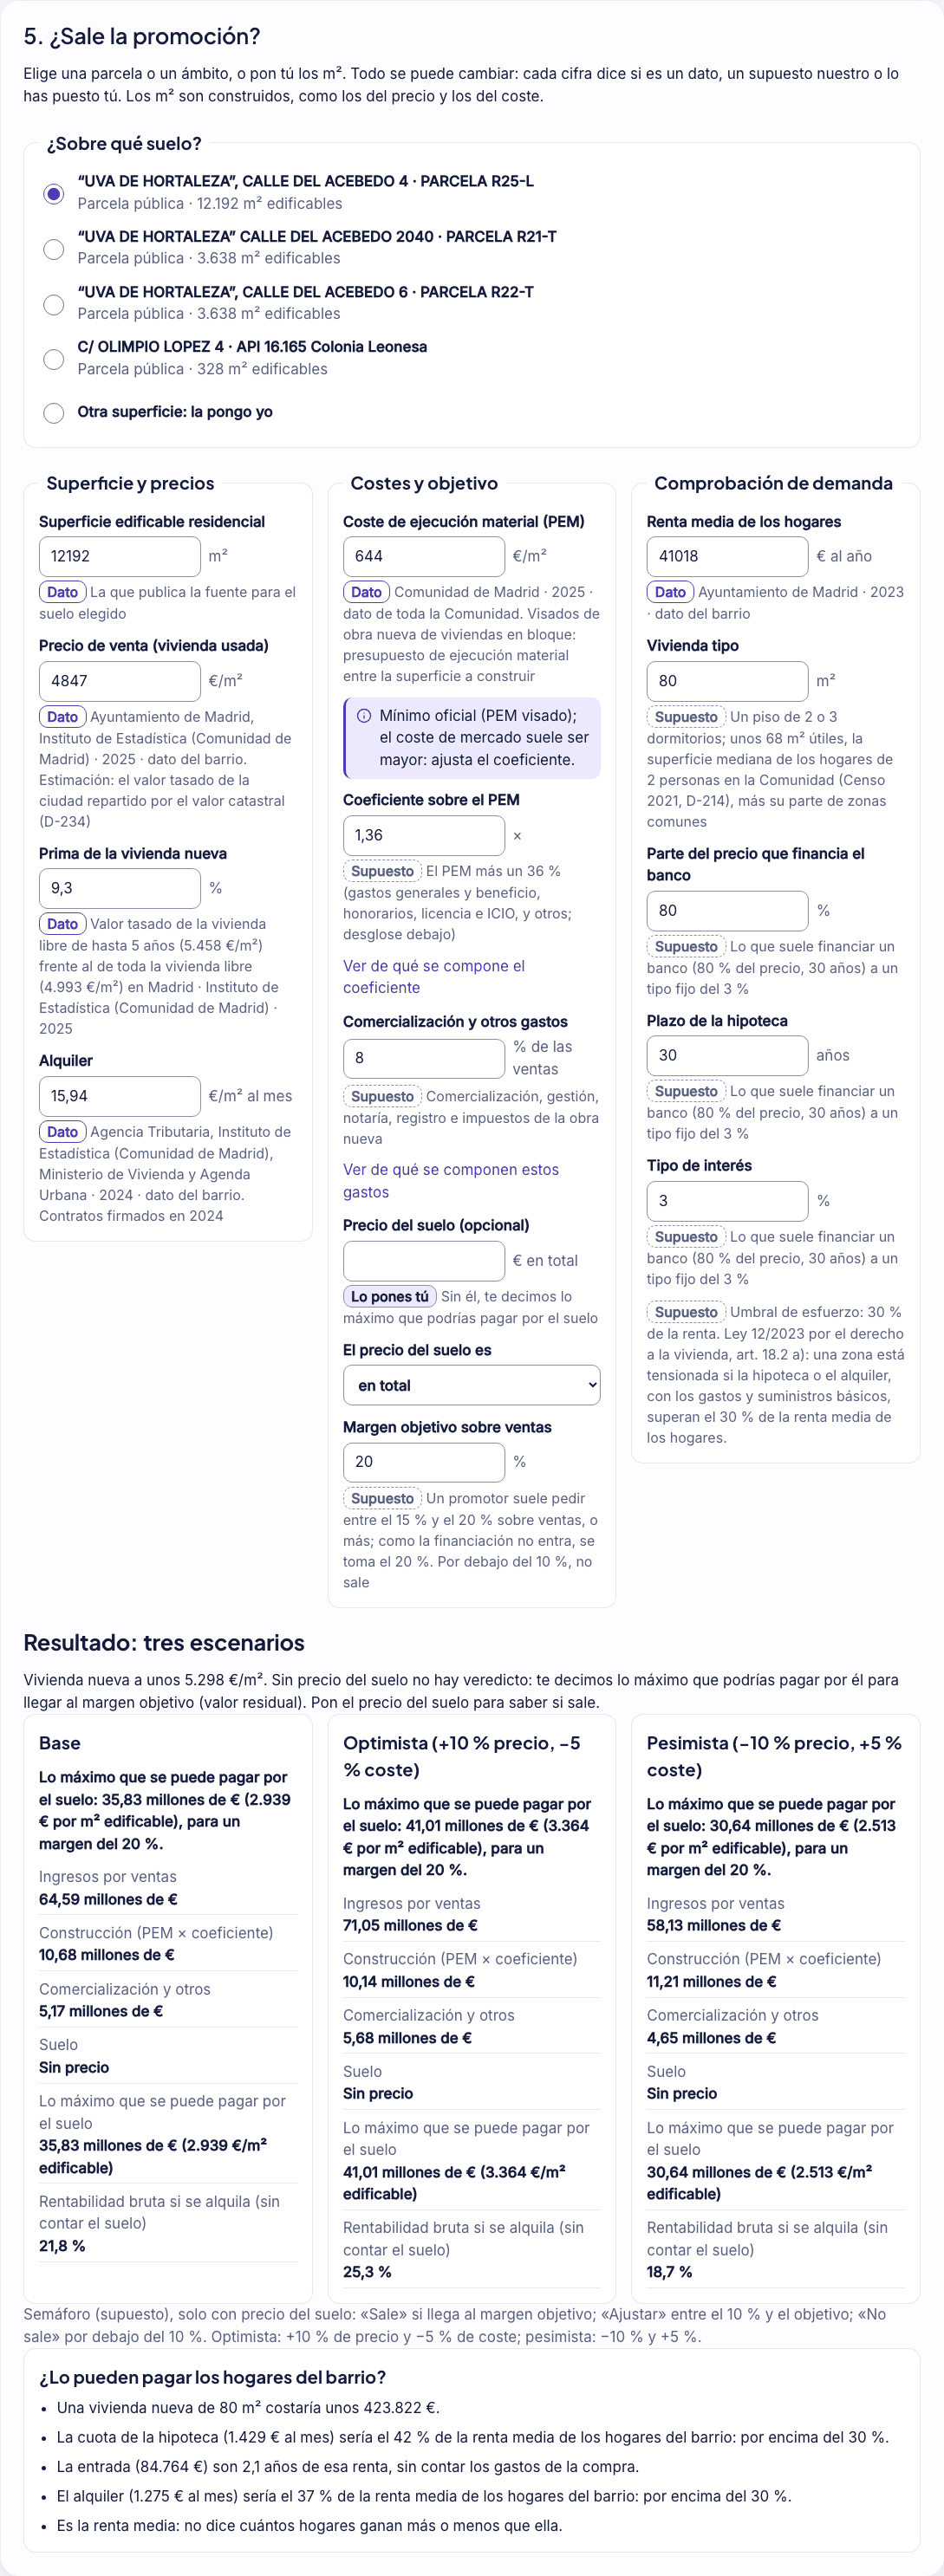 5. ¿Sale la promoción?
Elige una parcela o un ámbito, o pon tú los m². Todo se puede cambiar: cada cifra dice si es un dato, un supuesto nuestro o lo
has puesto tú. Los m² son construidos, como los del precio y los del coste.
¿Sobre qué suelo?
“UVA DE HORTALEZA”, CALLE DEL ACEBEDO 4 · PARCELA R25-L
Parcela pública · 12.192 m² edificables
“UVA DE HORTALEZA” CALLE DEL ACEBEDO 2040 · PARCELA R21-T
Parcela pública · 3.638 m² edificables
“UVA DE HORTALEZA”, CALLE DEL ACEBEDO 6 · PARCELA R22-T
Parcela pública · 3.638 m² edificables
C/ OLIMPIO LOPEZ 4 · API 16.165 Colonia Leonesa
Parcela pública · 328 m² edificables
Otra superficie: la pongo yo
Superficie y precios
Superficie edificable residencial
12192 m²
Dato La que publica la fuente para el
suelo elegido
Precio de venta (vivienda usada)
4847 €/m²
Dato Ayuntamiento de Madrid,
Instituto de Estadística (Comunidad de
Madrid) · 2025 · dato del barrio.
Estimación: el valor tasado de la
ciudad repartido por el valor catastral
(D-234)
Prima de la vivienda nueva
9,3 %
Dato Valor tasado de la vivienda
libre de hasta 5 años (5.458 €/m²)
frente al de toda la vivienda libre
(4.993 €/m²) en Madrid · Instituto de
Estadística (Comunidad de Madrid) ·
2025
Alquiler
15,94 €/m² al mes
Dato Agencia Tributaria, Instituto de
Estadística (Comunidad de Madrid),
Ministerio de Vivienda y Agenda
Urbana · 2024 · dato del barrio.
Contratos firmados en 2024
Costes y objetivo
Coste de ejecución material (PEM)
644 €/m²
Dato Comunidad de Madrid · 2025 ·
dato de toda la Comunidad. Visados de
obra nueva de viviendas en bloque:
presupuesto de ejecución material
entre la superficie a construir
Mínimo oficial (PEM visado);
el coste de mercado suele ser
mayor: ajusta el coeficiente.
Coeficiente sobre el PEM
1,36 ×
Supuesto El PEM más un 36 %
(gastos generales y beneficio,
honorarios, licencia e ICIO, y otros;
desglose debajo)
Ver de qué se compone el
coeficiente
Comercialización y otros gastos
8 % de las
ventas
Supuesto Comercialización, gestión,
notaría, registro e impuestos de la obra
nueva
Ver de qué se componen estos
gastos
Precio del suelo (opcional)
€ en total
Lo pones tú Sin él, te decimos lo
máximo que podrías pagar por el suelo
El precio del suelo es
en total
Margen objetivo sobre ventas
20 %
Supuesto Un promotor suele pedir
entre el 15 % y el 20 % sobre ventas, o
más; como la financiación no entra, se
toma el 20 %. Por debajo del 10 %, no
sale
Comprobación de demanda
Renta media de los hogares
41018 € al año
Dato Ayuntamiento de Madrid · 2023
· dato del barrio
Vivienda tipo
80 m²
Supuesto Un piso de 2 o 3
dormitorios; unos 68 m² útiles, la
superficie mediana de los hogares de
2 personas en la Comunidad (Censo
2021, D-214), más su parte de zonas
comunes
Parte del precio que financia el
banco
80 %
Supuesto Lo que suele financiar un
banco (80 % del precio, 30 años) a un
tipo fijo del 3 %
Plazo de la hipoteca
30 años
Supuesto Lo que suele financiar un
banco (80 % del precio, 30 años) a un
tipo fijo del 3 %
Tipo de interés
3 %
Supuesto Lo que suele financiar un
banco (80 % del precio, 30 años) a un
tipo fijo del 3 %
Supuesto Umbral de esfuerzo: 30 %
de la renta. Ley 12/2023 por el derecho
a la vivienda, art. 18.2 a): una zona está
tensionada si la hipoteca o el alquiler,
con los gastos y suministros básicos,
superan el 30 % de la renta media de
los hogares.
Resultado: tres escenarios
Vivienda nueva a unos 5.298 €/m². Sin precio del suelo no hay veredicto: te decimos lo máximo que podrías pagar por él para
llegar al margen objetivo (valor residual). Pon el precio del suelo para saber si sale.
Base
Lo máximo que se puede pagar por
el suelo: 35,83 millones de € (2.939
€ por m² edificable), para un
margen del 20 %.
Ingresos por ventas
64,59 millones de €
Construcción (PEM × coeficiente)
10,68 millones de €
Comercialización y otros
5,17 millones de €
Suelo
Sin precio
Lo máximo que se puede pagar por
el suelo
35,83 millones de € (2.939 €/m²
edificable)
Rentabilidad bruta si se alquila (sin
contar el suelo)
21,8 %
Optimista (+10 % precio, −5
% coste)
Lo máximo que se puede pagar por
el suelo: 41,01 millones de € (3.364
€ por m² edificable), para un
margen del 20 %.
Ingresos por ventas
71,05 millones de €
Construcción (PEM × coeficiente)
10,14 millones de €
Comercialización y otros
5,68 millones de €
Suelo
Sin precio
Lo máximo que se puede pagar por
el suelo
41,01 millones de € (3.364 €/m²
edificable)
Rentabilidad bruta si se alquila (sin
contar el suelo)
25,3 %
Pesimista (−10 % precio, +5 %
coste)
Lo máximo que se puede pagar por
el suelo: 30,64 millones de € (2.513
€ por m² edificable), para un
margen del 20 %.
Ingresos por ventas
58,13 millones de €
Construcción (PEM × coeficiente)
11,21 millones de €
Comercialización y otros
4,65 millones de €
Suelo
Sin precio
Lo máximo que se puede pagar por
el suelo
30,64 millones de € (2.513 €/m²
edificable)
Rentabilidad bruta si se alquila (sin
contar el suelo)
18,7 %
Semáforo (supuesto), solo con precio del suelo: «Sale» si llega al margen objetivo; «Ajustar» entre el 10 % y el objetivo; «No
sale» por debajo del 10 %. Optimista: +10 % de precio y −5 % de coste; pesimista: −10 % y +5 %.
¿Lo pueden pagar los hogares del barrio?
• Una vivienda nueva de 80 m² costaría unos 423.822 €.
• La cuota de la hipoteca (1.429 € al mes) sería el 42 % de la renta media de los hogares del barrio: por encima del 30 %.
• La entrada (84.764 €) son 2,1 años de esa renta, sin contar los gastos de la compra.
• El alquiler (1.275 € al mes) sería el 37 % de la renta media de los hogares del barrio: por encima del 30 %.
• Es la renta media: no dice cuántos hogares ganan más o menos que ella.